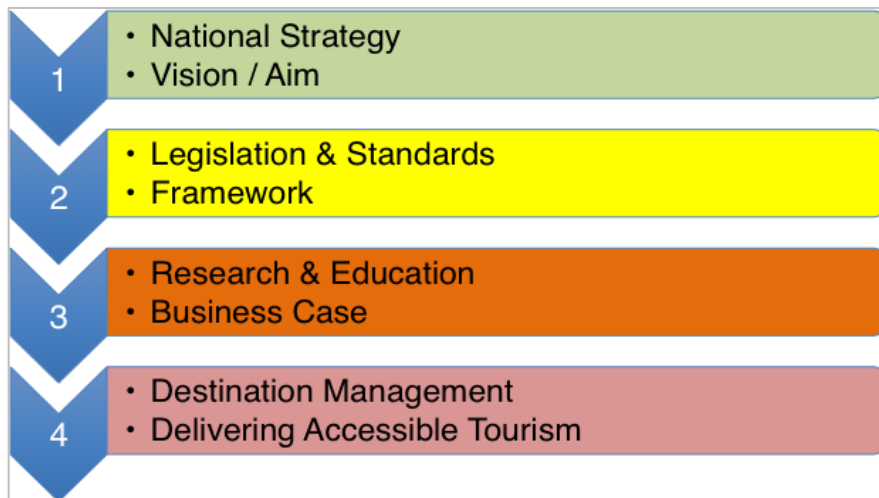 1
• National Strategy
• Vision / Aim
2
• Legislation & Standards
• Framework
3
• Research & Education
• Business Case
4
• Destination Management
• Delivering Accessible Tourism